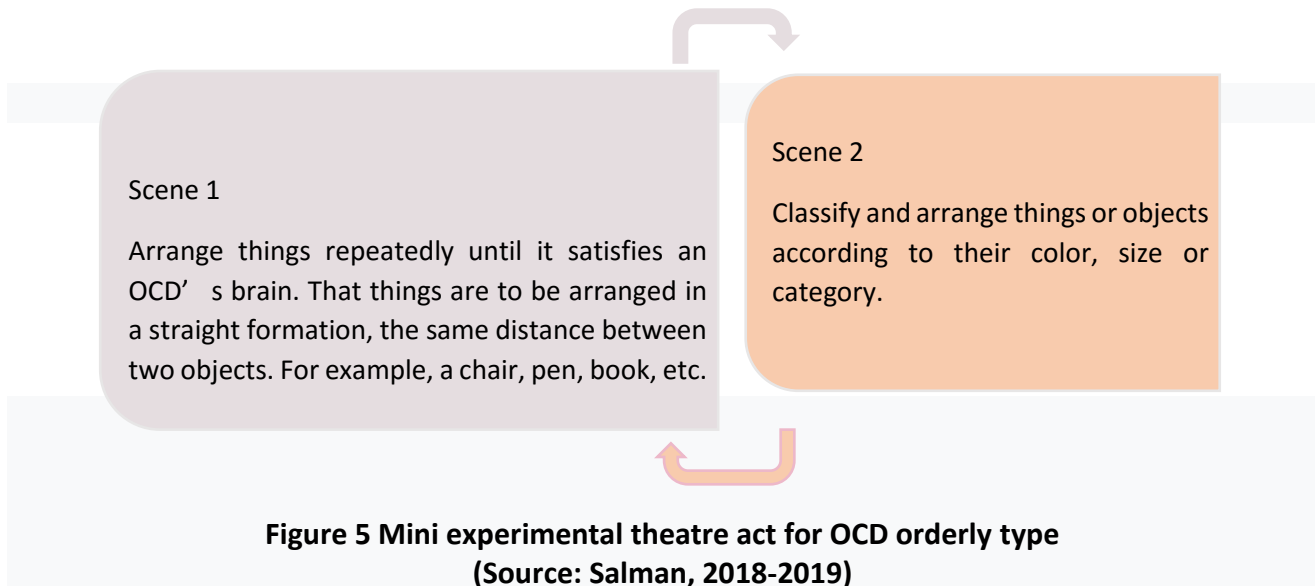 Scene 1
Arrange things repeatedly until it satisfies an
OCD’ s brain. That things are to be arranged in
a straight formation, the same distance between
two objects. For example, a chair, pen, book, etc.
Scene 2
Classify and arrange things or objects
according to their color, size or
category.
Figure 5 Mini experimental theatre act for OCD orderly type
(Source: Salman, 2018-2019)